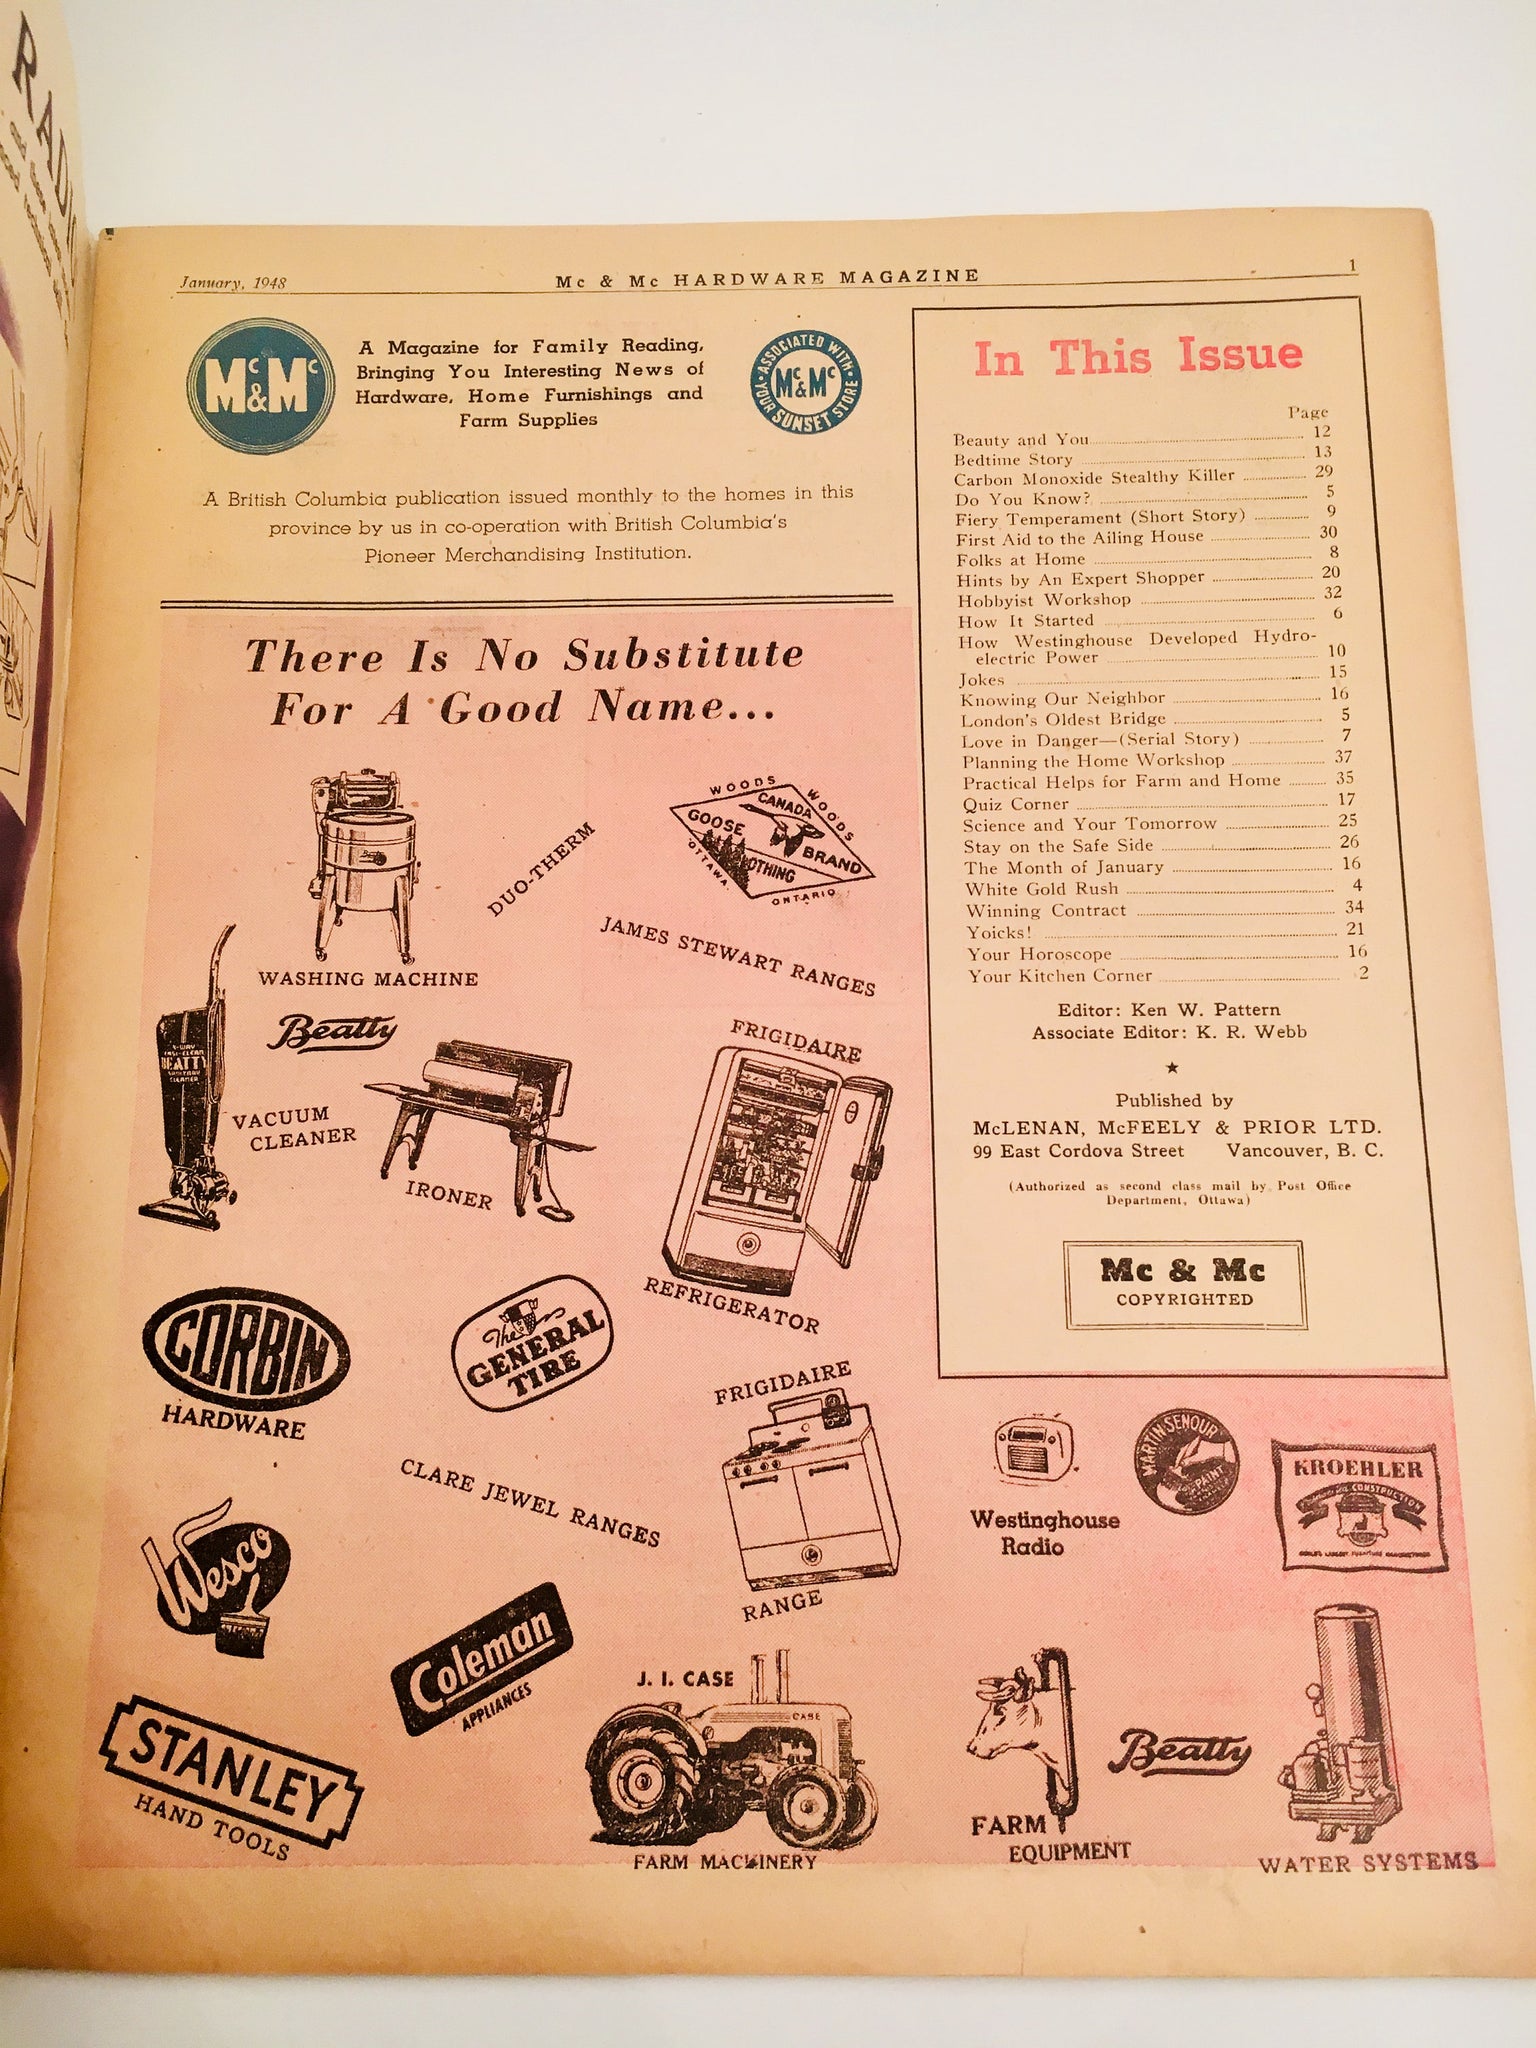 RAD
January, 1948
Mc & Mc HARDWARE MAGAZINE
1
Mc & Mc
A Magazine for Family Reading,
Bringing You Interesting News of
Hardware, Home Furnishings and
Farm Supplies
ASSOCIATED WITH
Mc & Mc
YOUR SUNSET STORE
A British Columbia publication issued monthly to the homes in this
province by us in co-operation with British Columbia's
Pioneer Merchandising Institution.
There Is No Substitute
For A Good Name...
WASHING MACHINE
DUO-THERM
WOODS WOODS
CANADA
GOOSE
BRAND
OTHING
OTTAWA
ONTARIO
JAMES STEWART RANGES
BEATTY
SANITARY
CLEANER
Beatty
VACUUM
CLEANER
IRONER
FRIGIDAIRE
REFRIGERATOR
CORBIN
HARDWARE
The
GENERAL
TIRE
CLARE JEWEL RANGES
FRIGIDAIRE
RANGE
Wesco
Coleman
APPLIANCES
STANLEY
HAND TOOLS
J. I. CASE
CASE
FARM MACHINERY
In This Issue
Page
Beauty and You 12
Bedtime Story 13
Carbon Monoxide Stealthy Killer 29
Do You Know? 5
Fiery Temperament (Short Story) 9
First Aid to the Ailing House 30
Folks at Home 8
Hints by An Expert Shopper 20
Hobbyist Workshop 32
How It Started 6
How Westinghouse Developed Hydro-
electric Power 10
Jokes 15
Knowing Our Neighbor 16
London's Oldest Bridge 5
Love in Danger—(Serial Story) 7
Planning the Home Workshop 37
Practical Helps for Farm and Home 35
Quiz Corner 17
Science and Your Tomorrow 25
Stay on the Safe Side 26
The Month of January 16
White Gold Rush 4
Winning Contract 34
Yoicks! 21
Your Horoscope 16
Your Kitchen Corner 2
Editor: Ken W. Pattern
Associate Editor: K. R. Webb
Published by
McLENAN, McFEELY & PRIOR LTD.
99 East Cordova Street Vancouver, B. C.
(Authorized as second class mail by Post Office
Department, Ottawa)
Mc & Mc
COPYRIGHTED
Westinghouse
Radio
MARTIN-SENOUR
PAINT
KROEHLER
CONSTRUCTION
FARM
EQUIPMENT
Beatty
WATER SYSTEMS